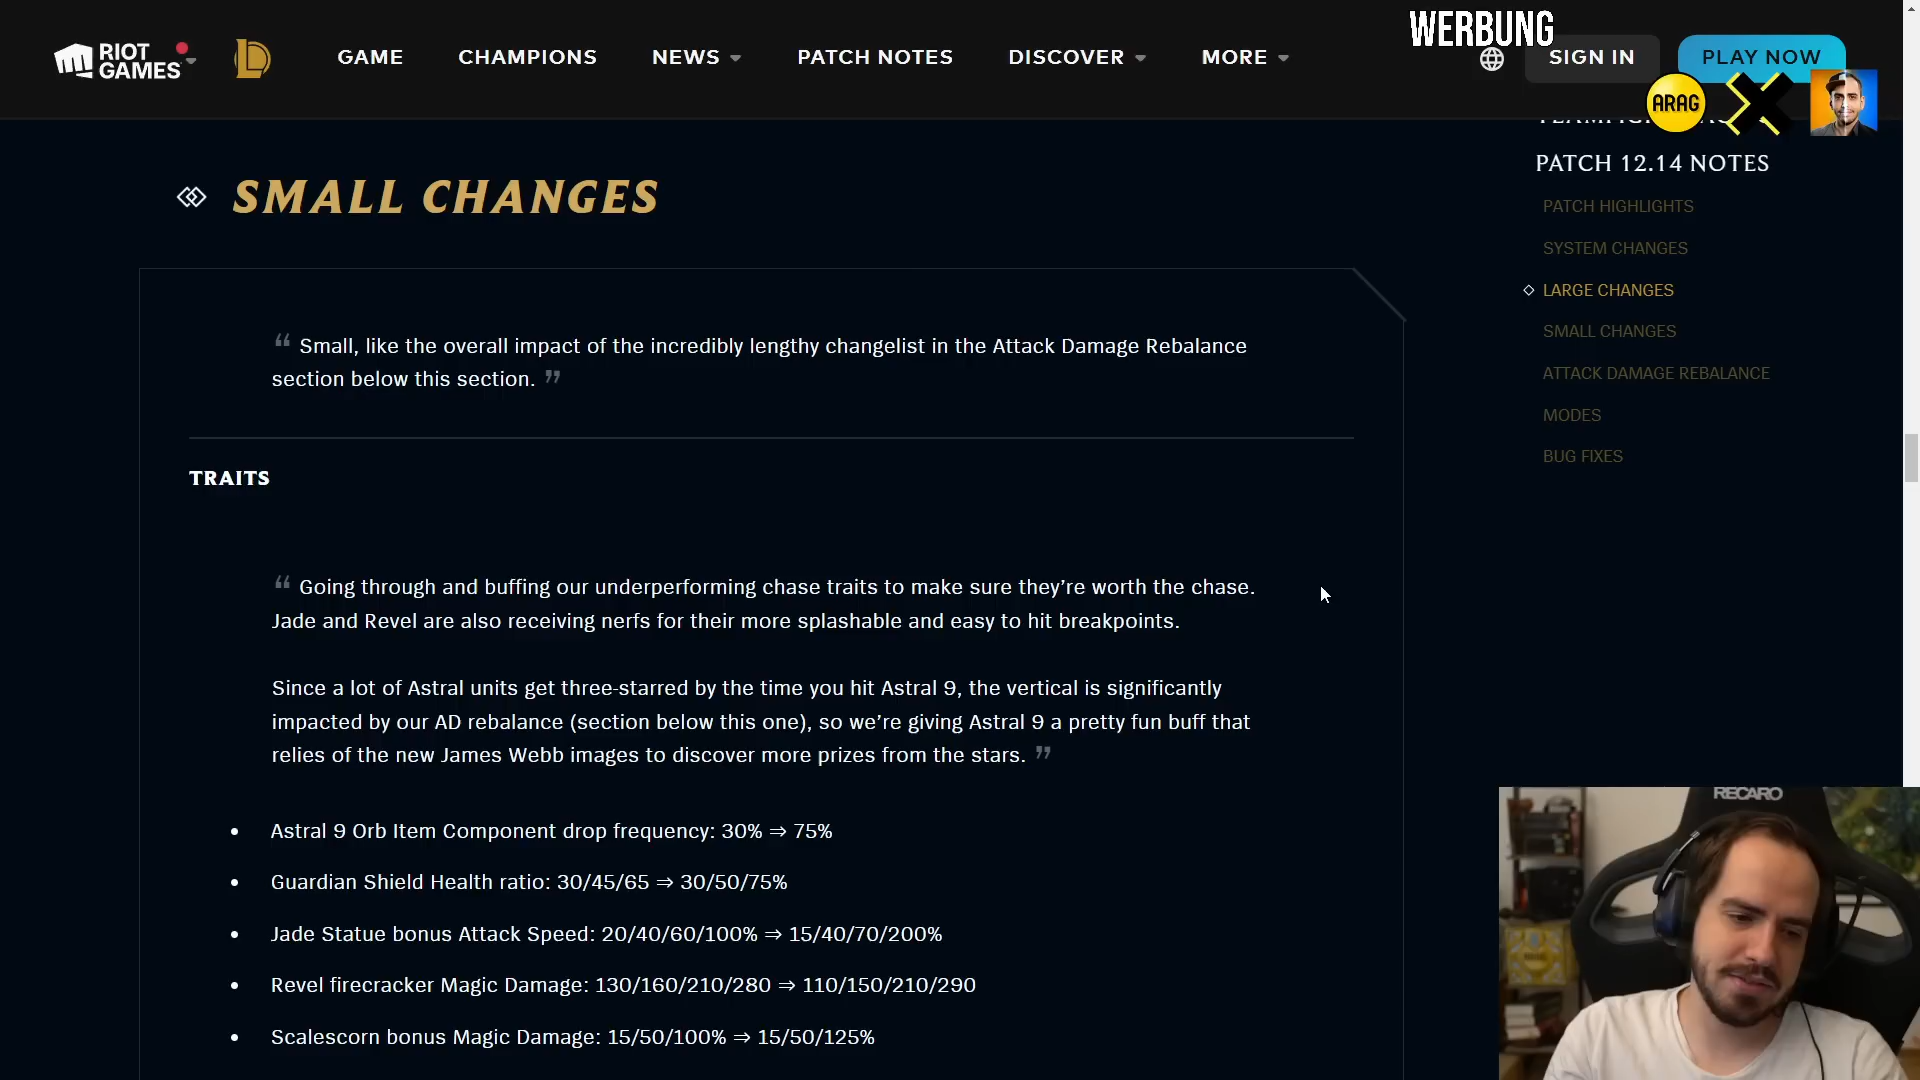 WERBUNG
RIOT GAMES
GAME
CHAMPIONS
NEWS
PATCH NOTES
DISCOVER
MORE
SIGN IN
PLAY NOW
ARAG
PATCH 12.14 NOTES
PATCH HIGHLIGHTS
SYSTEM CHANGES
LARGE CHANGES
SMALL CHANGES
ATTACK DAMAGE REBALANCE
MODES
BUG FIXES
SMALL CHANGES
“ Small, like the overall impact of the incredibly lengthy changelist in the Attack Damage Rebalance
section below this section. ”
TRAITS
“ Going through and buffing our underperforming chase traits to make sure they’re worth the chase.
Jade and Revel are also receiving nerfs for their more splashable and easy to hit breakpoints.
Since a lot of Astral units get three-starred by the time you hit Astral 9, the vertical is significantly
impacted by our AD rebalance (section below this one), so we’re giving Astral 9 a pretty fun buff that
relies of the new James Webb images to discover more prizes from the stars. ”
• Astral 9 Orb Item Component drop frequency: 30% ⇒ 75%
• Guardian Shield Health ratio: 30/45/65 ⇒ 30/50/75%
• Jade Statue bonus Attack Speed: 20/40/60/100% ⇒ 15/40/70/200%
• Revel firecracker Magic Damage: 130/160/210/280 ⇒ 110/150/210/290
• Scalescorn bonus Magic Damage: 15/50/100% ⇒ 15/50/125%
RECARO